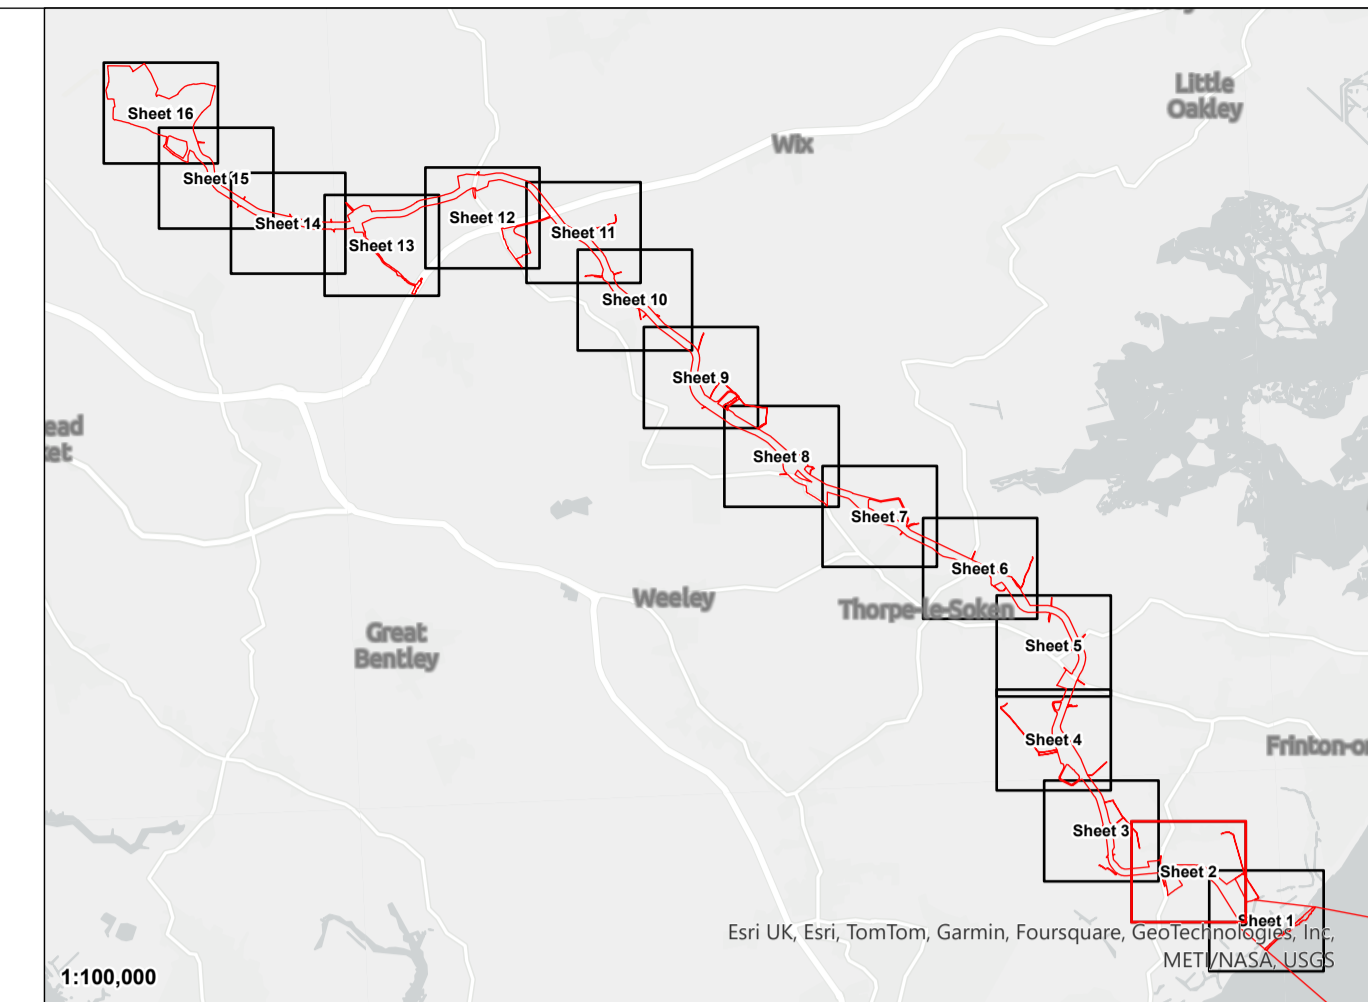 Little
Oakley
Wix
Sheet 16
Sheet 15
Sheet 14
Sheet 13
Sheet 12
Sheet 11
Sheet 10
Sheet 9
Sheet 8
Sheet 7
Sheet 6
Weeley
Thorpe-le-Soken
Great
Bentley
Sheet 5
Sheet 4
Frinton-o
Sheet 3
Sheet 2
Sheet 1
Esri UK, Esri, TomTom, Garmin, Foursquare, GeoTechnologies, Inc,
METI/NASA, USGS
1:100,000